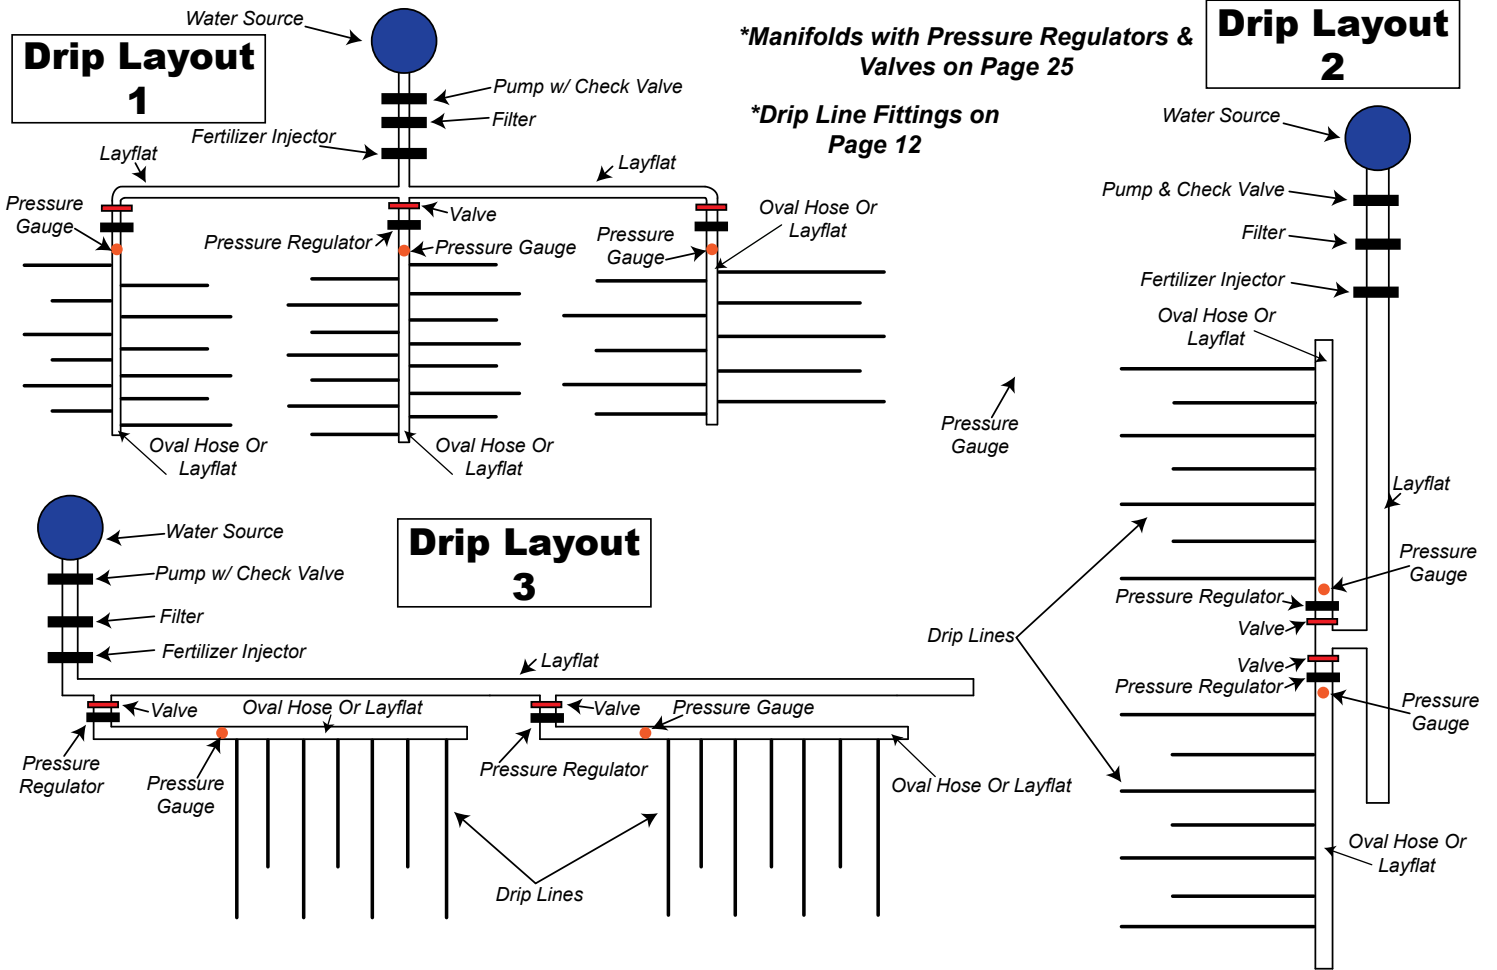 Drip Layout
1
Water Source
Pump w/ Check Valve
Filter
Fertilizer Injector
Layflat
Layflat
Pressure
Gauge
Valve
Pressure Regulator
Pressure Gauge
Pressure
Gauge
Oval Hose Or
Layflat
Oval Hose Or
Layflat
Oval Hose Or
Layflat
*Manifolds with Pressure Regulators &
Valves on Page 25
*Drip Line Fittings on
Page 12
Drip Layout
2
Water Source
Pump & Check Valve
Filter
Fertilizer Injector
Oval Hose Or
Layflat
Pressure
Gauge
Layflat
Pressure
Gauge
Pressure Regulator
Valve
Drip Lines
Valve
Pressure Regulator
Pressure
Gauge
Oval Hose Or
Layflat
Drip Layout
3
Water Source
Pump w/ Check Valve
Filter
Fertilizer Injector
Layflat
Valve
Oval Hose Or Layflat
Valve
Pressure Gauge
Pressure
Regulator
Pressure
Gauge
Pressure Regulator
Oval Hose Or Layflat
Drip Lines